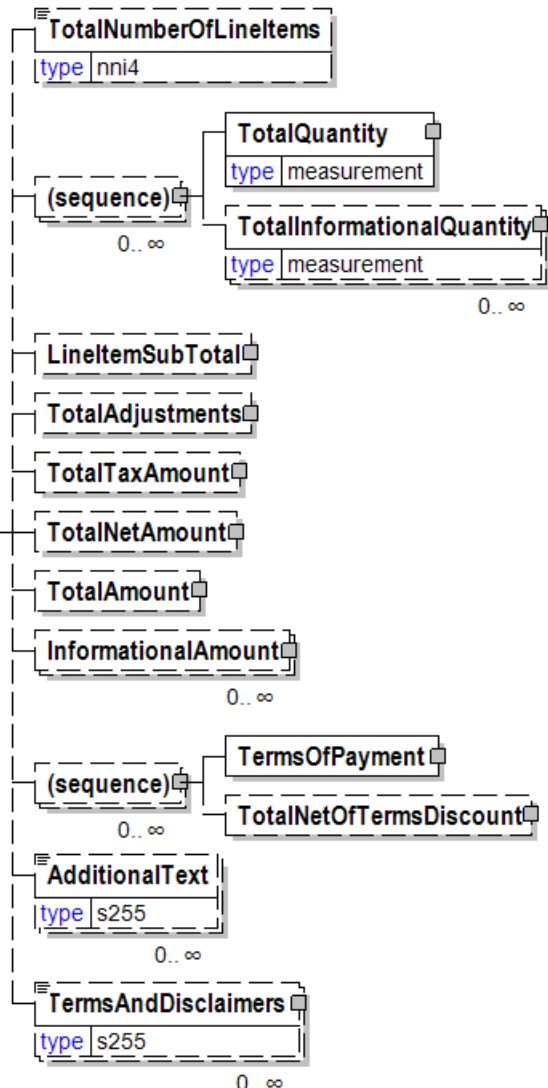 TotalNumberOfLineItems
type nni4
TotalQuantity
type measurement
(sequence)
0.. ∞
TotalInformationalQuantity
type measurement
0.. ∞
LineItemSubTotal
TotalAdjustments
TotalTaxAmount
TotalNetAmount
TotalAmount
InformationalAmount
0.. ∞
TermsOfPayment
(sequence)
0.. ∞
TotalNetOfTermsDiscount
AdditionalText
type s255
0.. ∞
TermsAndDisclaimers
type s255
0.. ∞